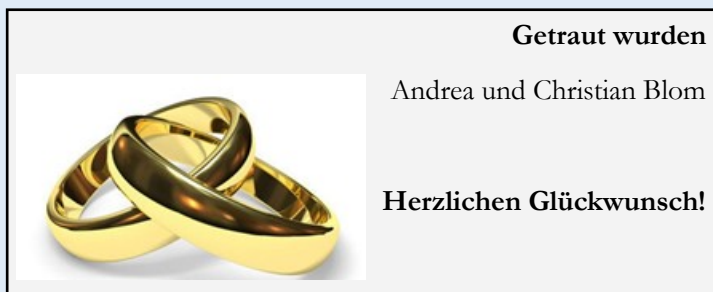 Getraut wurden
Andrea und Christian Blom
Herzlichen Glückwunsch!